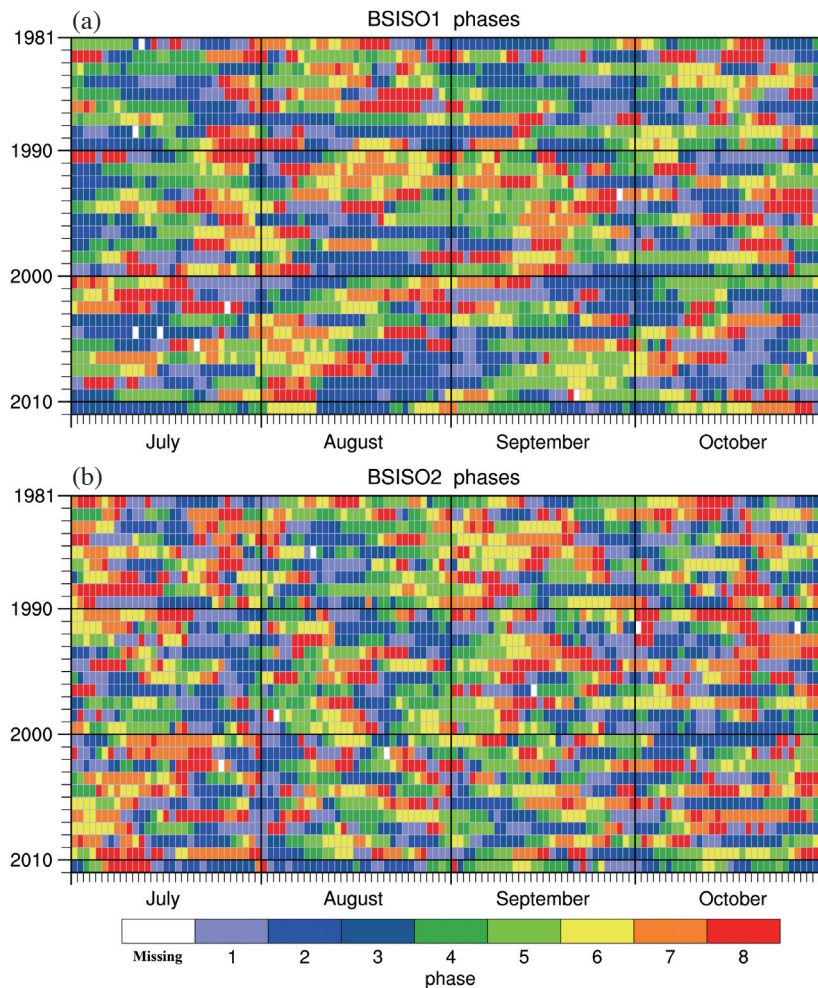 (a) BSISO1 phases
1981
1990
2000
2010
July August September October
(b) BSISO2 phases
1981
1990
2000
2010
July August September October
Missing 1 2 3 4 5 6 7 8
phase